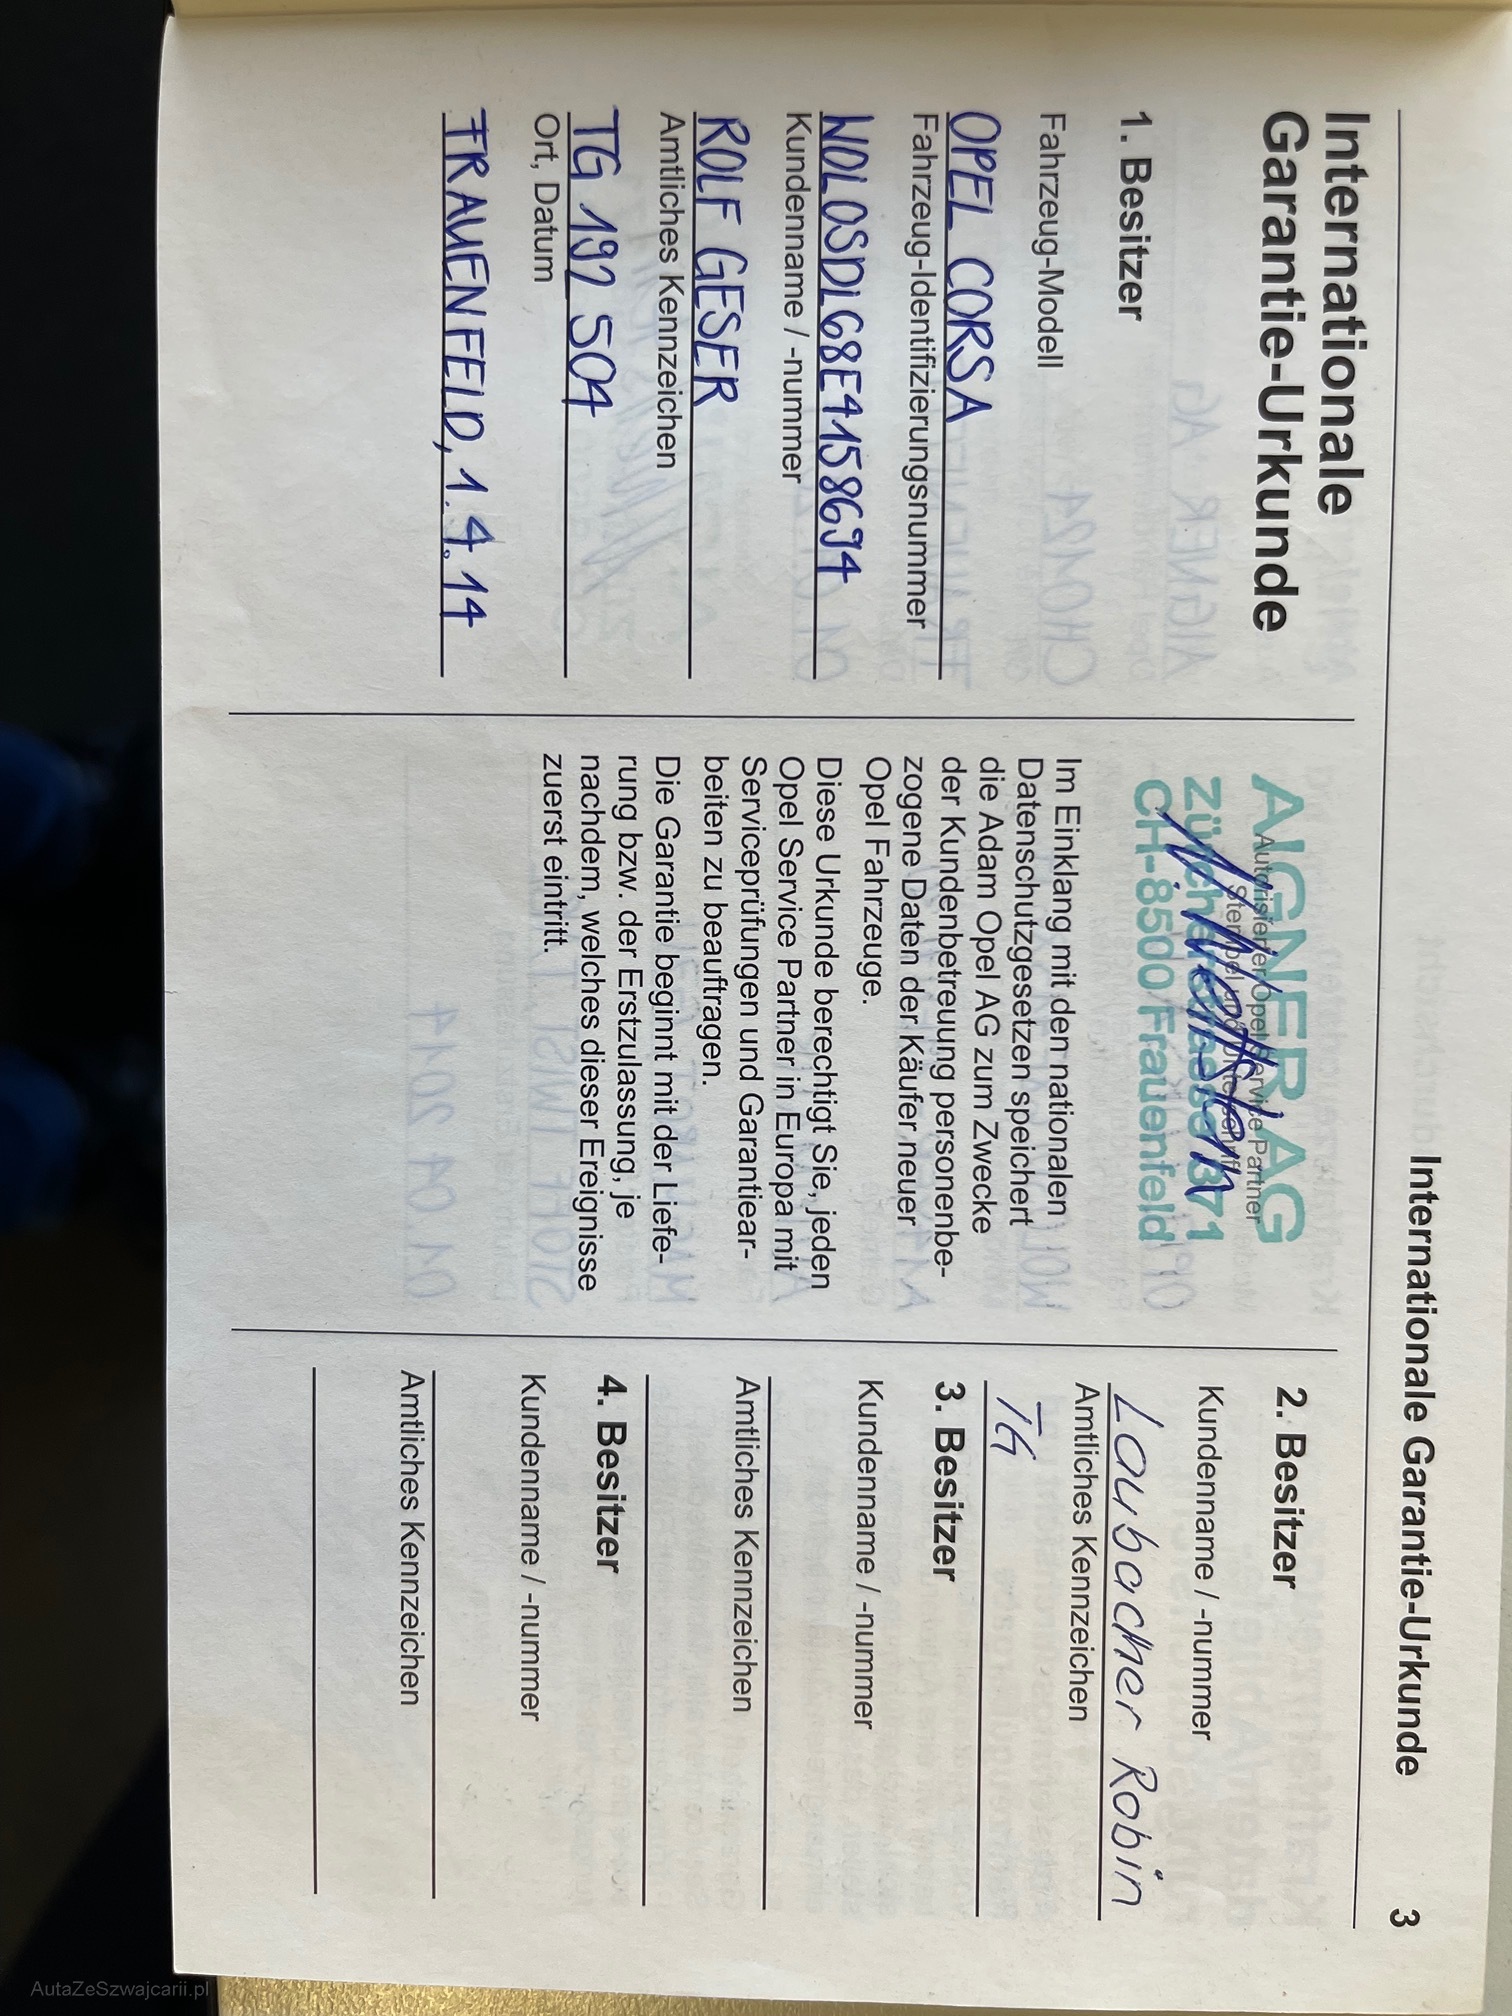 Internationale Garantie-Urkunde 3
Internationale
Garantie-Urkunde
1. Besitzer
Fahrzeug-Modell
OPEL CORSA
Fahrzeug-Identifizierungsnummer
W0L0SDL68E4158694
Kundenname / -nummer
ROLF GESER
Amtliches Kennzeichen
TG 192 504
Ort, Datum
FRAUENFELD, 1.4.14
AIGNER AG
Autorisierter Opel Service Partner
Stempel und
Zürcherstrasse 371
CH-8500 Frauenfeld
Im Einklang mit den nationalen
Datenschutzgesetzen speichert
die Adam Opel AG zum Zwecke
der Kundenbetreuung personenbe-
zogene Daten der Käufer neuer
Opel Fahrzeuge.
Diese Urkunde berechtigt Sie, jeden
Opel Service Partner in Europa mit
Serviceprüfungen und Garantiear-
beiten zu beauftragen.
Die Garantie beginnt mit der Liefe-
rung bzw. der Erstzulassung, je
nachdem, welches dieser Ereignisse
zuerst eintritt.
2. Besitzer
Kundenname / -nummer
Laubacher Robin
Amtliches Kennzeichen
TG
3. Besitzer
Kundenname / -nummer
Amtliches Kennzeichen
4. Besitzer
Kundenname / -nummer
Amtliches Kennzeichen
AutaZeSzwajcarii.pl